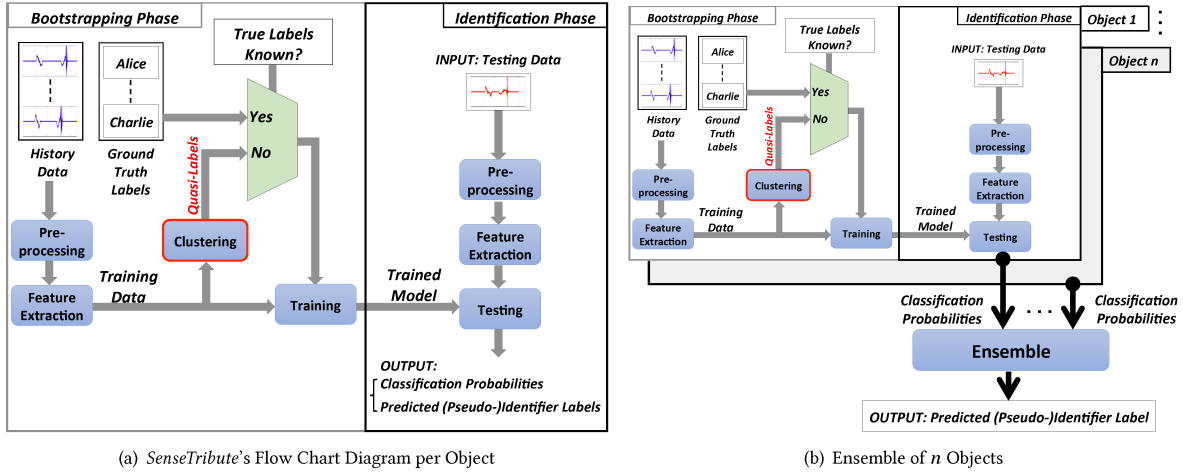 Bootstrapping Phase
Identification Phase
True Labels
Known?
Alice
Charlie
Yes
No
INPUT: Testing Data
History
Data
Ground
Truth
Labels
Quasi-Labels
Pre-
processing
Clustering
Feature
Extraction
Training
Data
Training
Trained
Model
Pre-
processing
Feature
Extraction
Testing
OUTPUT:
Classification Probabilities
Predicted (Pseudo-)Identifier Labels
(a) SenseTribute's Flow Chart Diagram per Object
Bootstrapping Phase
Identification Phase
Object 1
Object n
True Labels
Known?
Alice
Charlie
Yes
No
INPUT: Testing Data
History
Data
Ground
Truth
Labels
Quasi-Labels
Pre-
processing
Clustering
Feature
Extraction
Training
Data
Training
Trained
Model
Pre-
processing
Feature
Extraction
Testing
Classification
Probabilities
Classification
Probabilities
Ensemble
OUTPUT: Predicted (Pseudo-)Identifier Label
(b) Ensemble of n Objects